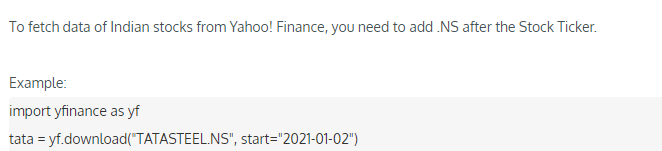 To fetch data of Indian stocks from Yahoo! Finance, you need to add .NS after the Stock Ticker.
Example:
import yfinance as yf
tata = yf.download("TATASTEEL.NS", start="2021-01-02")